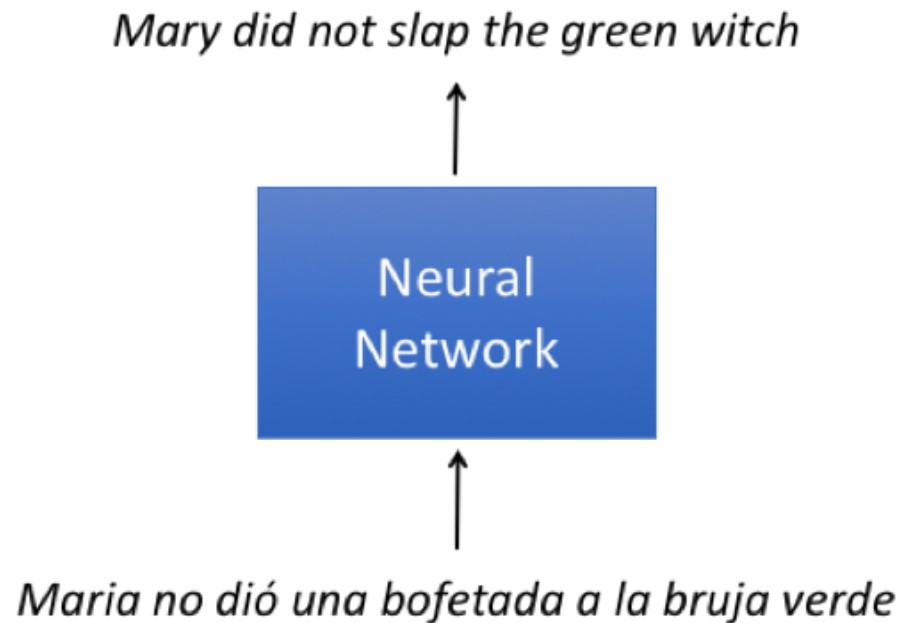 Mary did not slap the green witch
Neural
Network
Maria no dió una bofetada a la bruja verde